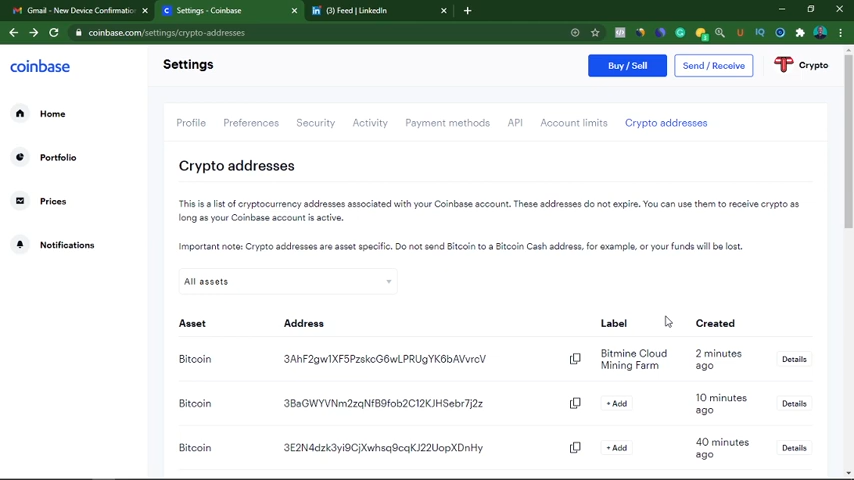 Gmail - New Device Confirmation
Settings - Coinbase
(3) Feed | LinkedIn
coinbase.com/settings/crypto-addresses
coinbase
Settings
Buy / Sell
Send / Receive
Crypto
Home
Portfolio
Prices
Notifications
Profile Preferences Security Activity Payment methods API Account limits Crypto addresses
Crypto addresses
This is a list of cryptocurrency addresses associated with your Coinbase account. These addresses do not expire. You can use them to receive crypto as
long as your Coinbase account is active.
Important note: Crypto addresses are asset specific. Do not send Bitcoin to a Bitcoin Cash address, for example, or your funds will be lost.
All assets
Asset Address Label Created
Bitcoin 3AhF2gw1XF5PzskcG6wLPRUgYK6bAVvrcV Bitmine Cloud
Mining Farm 2 minutes
ago Details
Bitcoin 3BaGWYVNm2zqNfB9fob2C12KJHSebr7j2z + Add 10 minutes
ago Details
Bitcoin 3E2N4dzk3yi9CjXwhsq9cqKJ22UopXDnHy + Add 40 minutes
ago Details